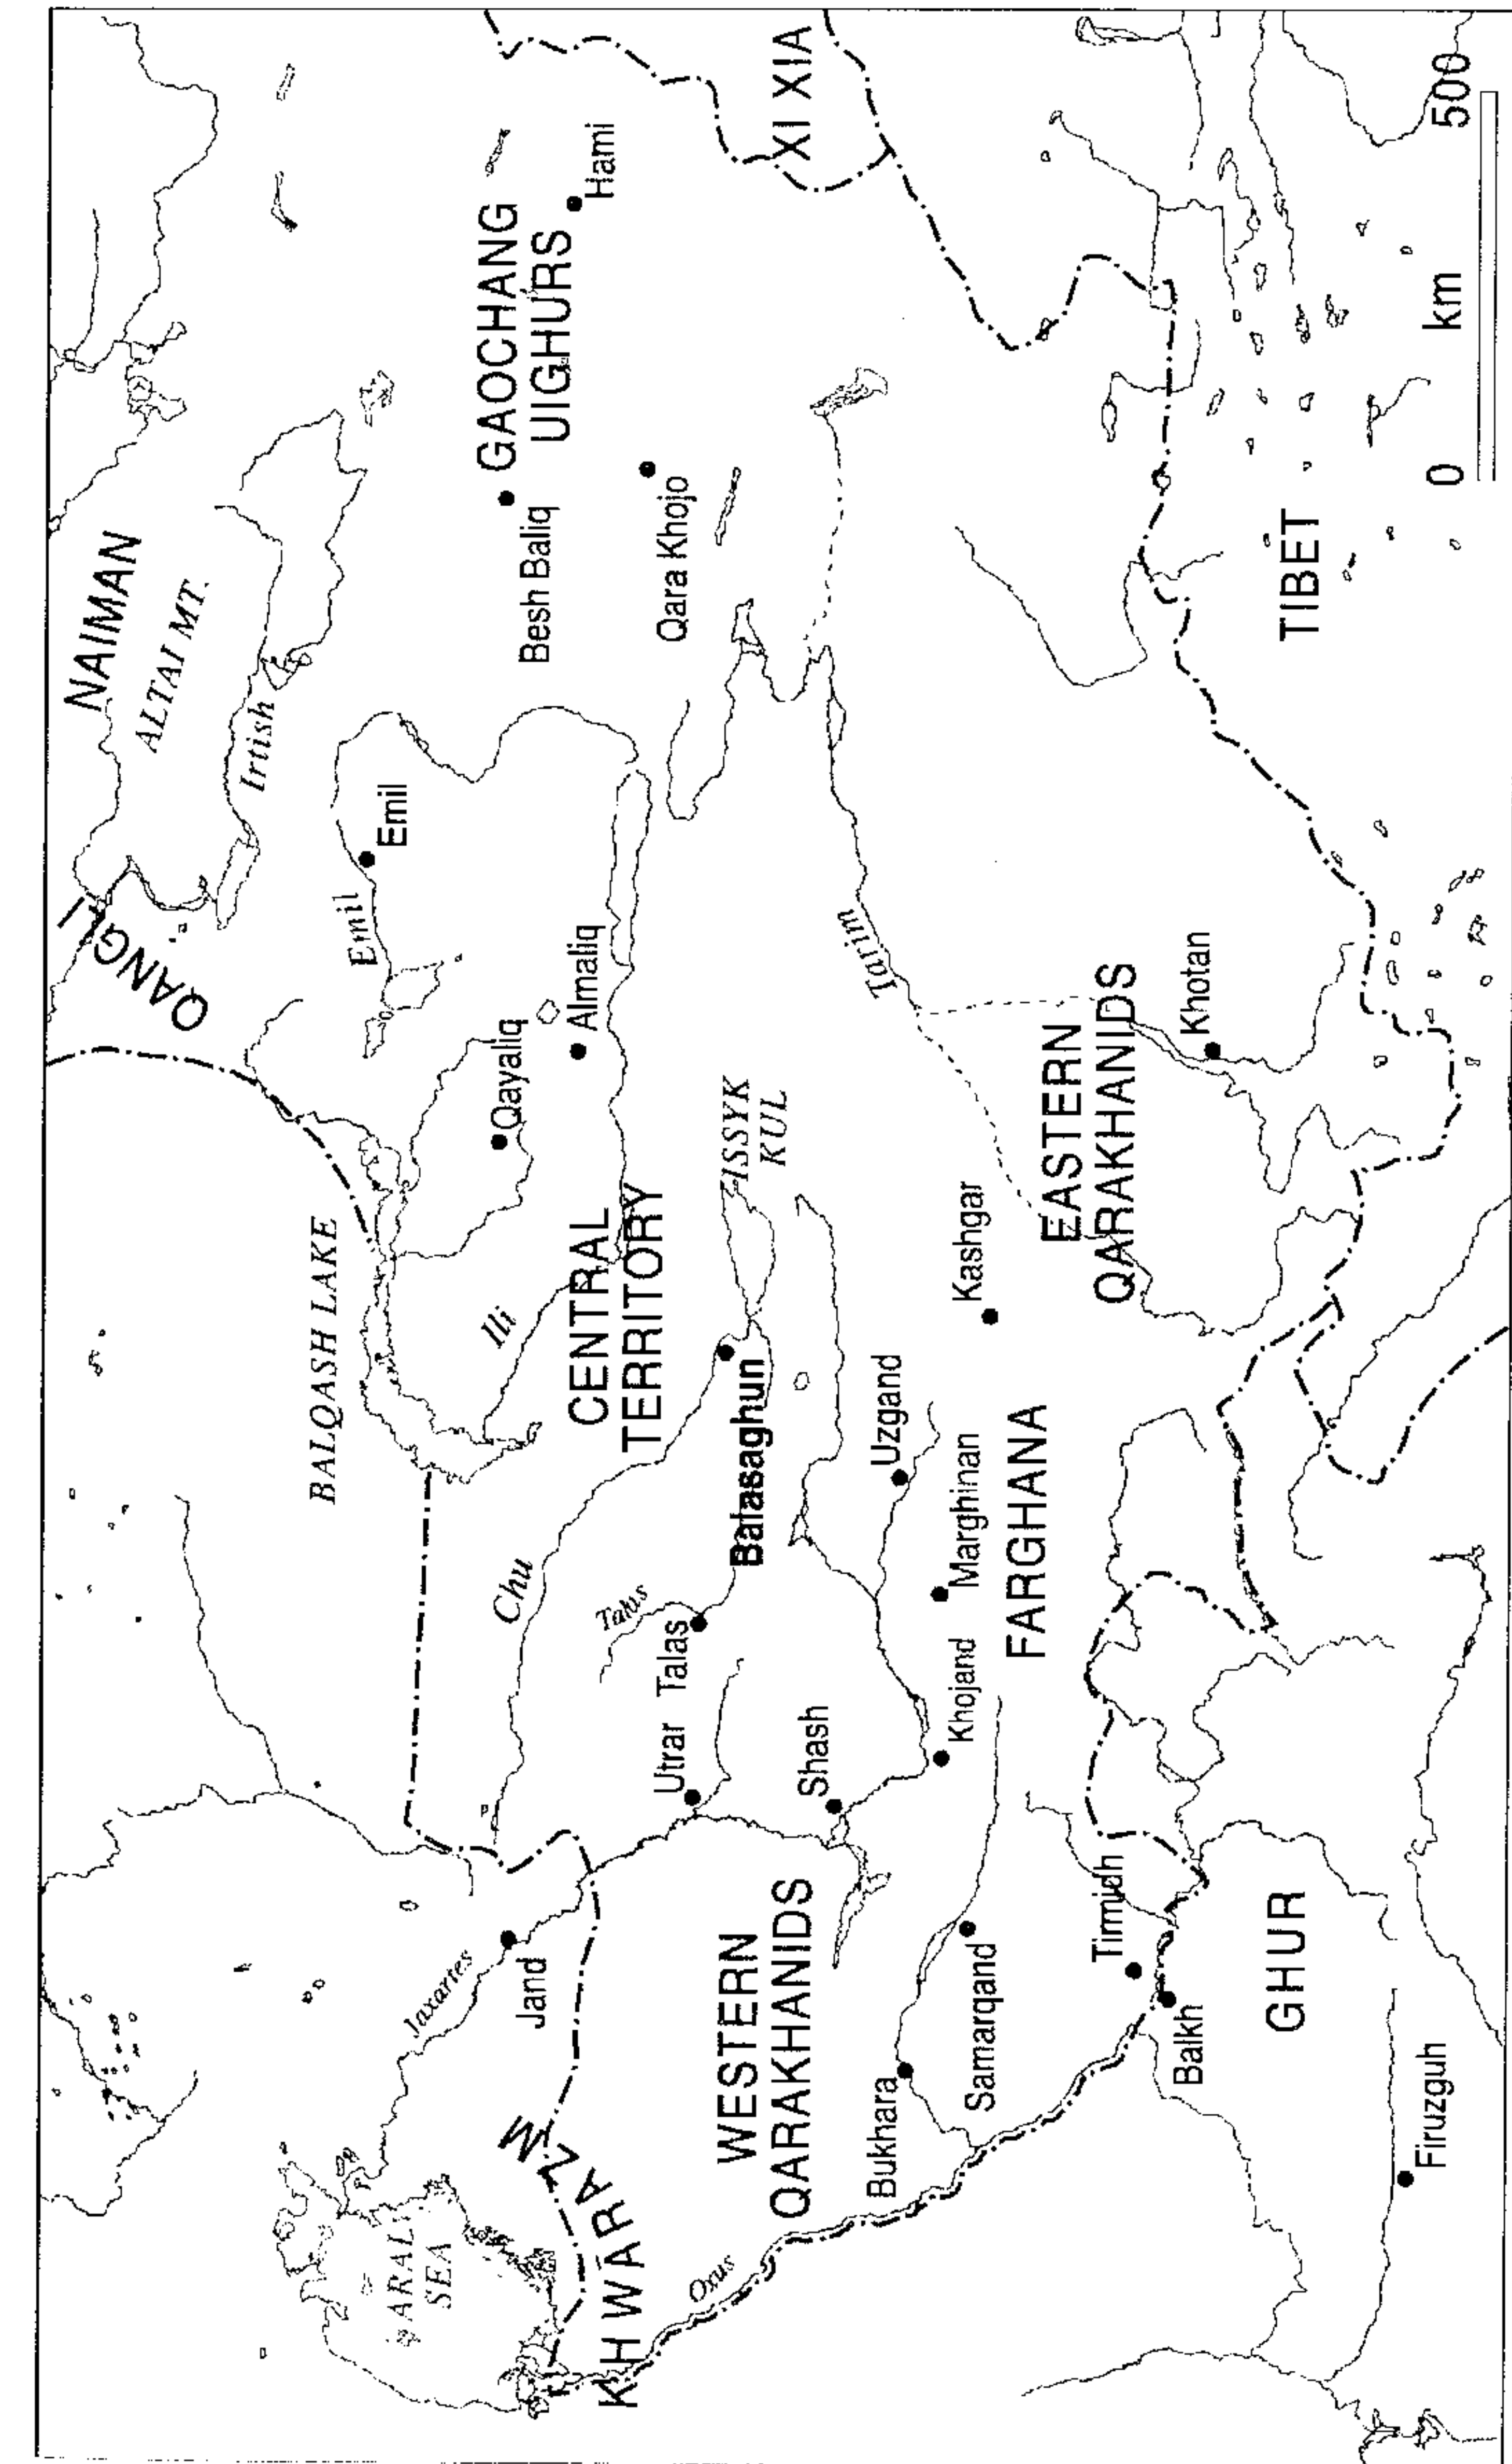 NAIMAN
ALTAI MT.
Irtish
QANGLI
BALQASH LAKE
Emil
Emil
GAOCHANG
UIGHURS
Besh Baliq
Hami
Qara Khojo
XI XIA
Qayaliq
Almaliq
Ili
CENTRAL
TERRITORY
ISSYK
KUL
Chu
Balasaghun
Talas
Talas
Utrar
Shash
Jaxartes
Jand
ARAL
SEA
KHWARAZM
Oxus
WESTERN
QARAKHANIDS
Bukhara
Samarqand
Khojand
Marghinan
Uzgand
FARGHANA
Kashgar
EASTERN
QARAKHANIDS
Tarim
Khotan
TIBET
Tirmidh
Balkh
GHUR
Firuzguh
0 km 500